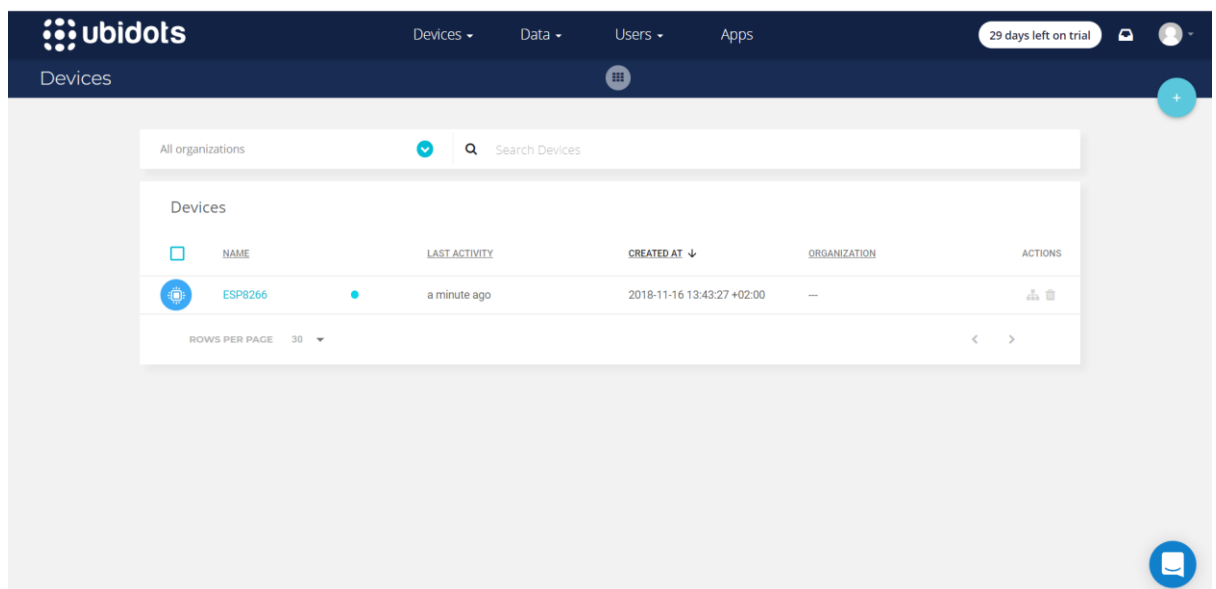 ubidots Devices Data Users Apps 29 days left on trial
Devices
+
All organizations Search Devices
Devices
NAME LAST ACTIVITY CREATED AT ORGANIZATION ACTIONS
ESP8266 a minute ago 2018-11-16 13:43:27 +02:00 ---
ROWS PER PAGE 30 < >